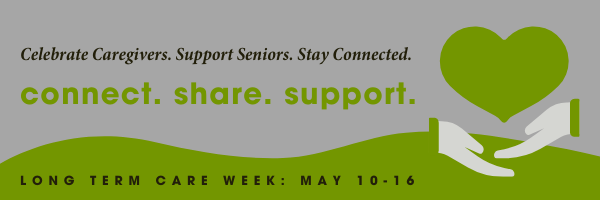 Celebrate Caregivers. Support Seniors. Stay Connected.
connect. share. support.
LONG TERM CARE WEEK: MAY 10-16